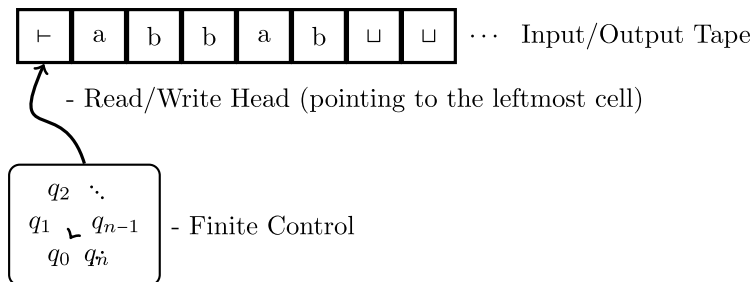 ⊢ a b b a b ⊔ ⊔ ⋯ Input/Output Tape
- Read/Write Head (pointing to the leftmost cell)
q₂ ⋱
q₁ qₙ₋₁ - Finite Control
q₀ qₙ